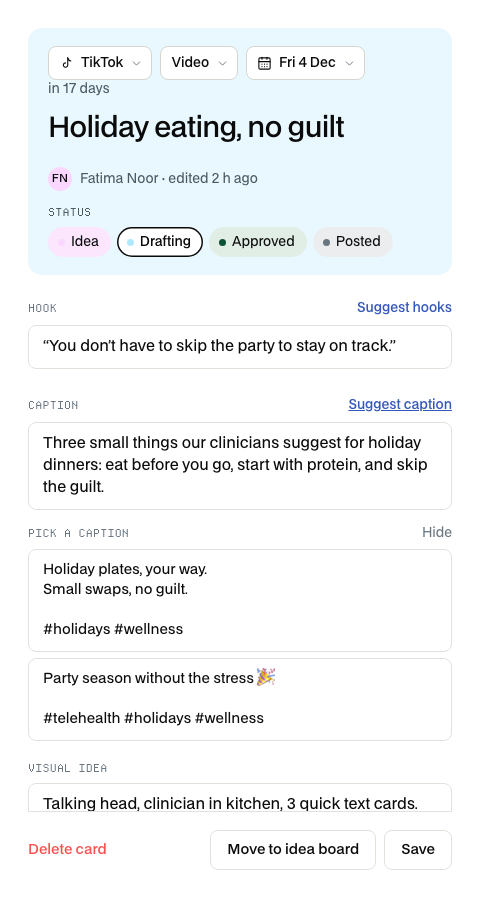 TikTok Video Fri 4 Dec
in 17 days
Holiday eating, no guilt
FN Fatima Noor · edited 2 h ago
STATUS
Idea Drafting Approved Posted
HOOK Suggest hooks
“You don’t have to skip the party to stay on track.”
CAPTION Suggest caption
Three small things our clinicians suggest for holiday
dinners: eat before you go, start with protein, and skip
the guilt.
PICK A CAPTION Hide
Holiday plates, your way.
Small swaps, no guilt.
#holidays #wellness
Party season without the stress🎉
#telehealth #holidays #wellness
VISUAL IDEA
Talking head, clinician in kitchen, 3 quick text cards.
Delete card Move to idea board Save